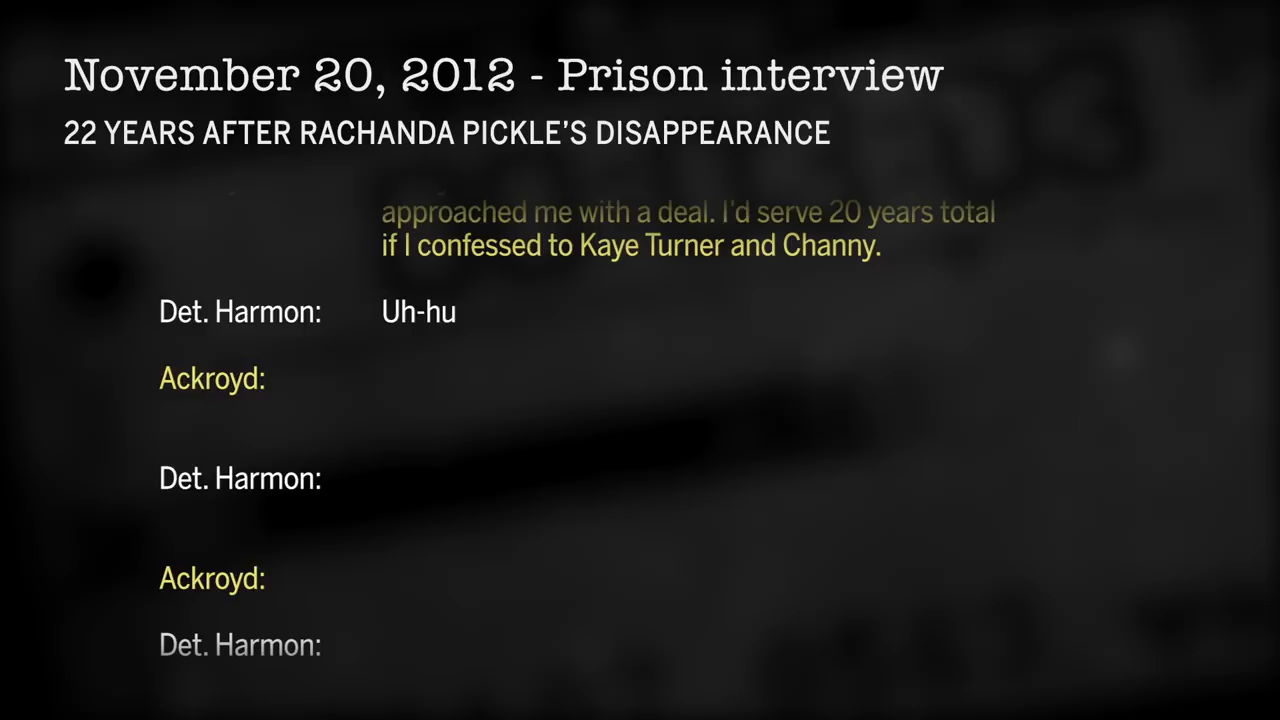 November 20, 2012 - Prison interview
22 YEARS AFTER RACHANDA PICKLE'S DISAPPEARANCE
approached me with a deal. I'd serve 20 years total
if I confessed to Kaye Turner and Channy.
Det. Harmon: Uh-hu
Ackroyd:
Det. Harmon:
Ackroyd:
Det. Harmon: